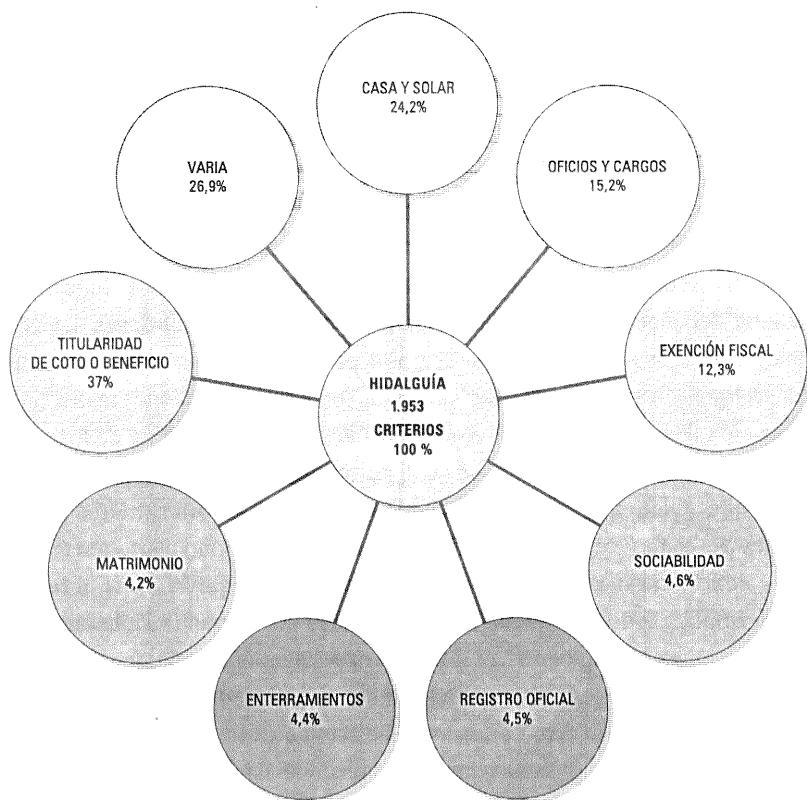 CASA Y SOLAR
24,2%
VARIA
26,9%
OFICIOS Y CARGOS
15,2%
TITULARIDAD
DE COTO O BENEFICIO
37%
EXENCIÓN FISCAL
12,3%
HIDALGUÍA
1.953
CRITERIOS
100 %
MATRIMONIO
4,2%
SOCIABILIDAD
4,6%
ENTERRAMIENTOS
4,4%
REGISTRO OFICIAL
4,5%